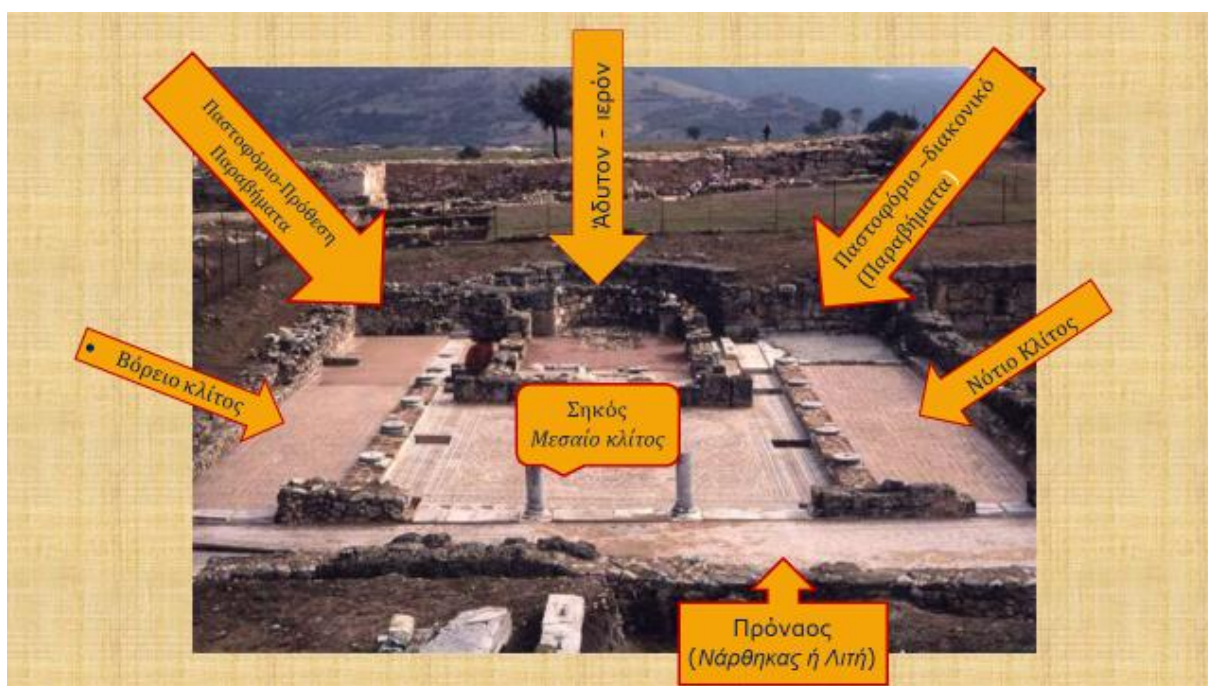 Παστοφόριο-Πρόθεση
Παραβήματα
Άδυτον - ιερόν
Παστοφόριο –διακονικό
(Παραβήματα)
• Βόρειο κλίτος
Νότιο Κλίτος
Σηκός
Μεσαίο κλίτος
Πρόναος
(Νάρθηκας ή Λιτή)